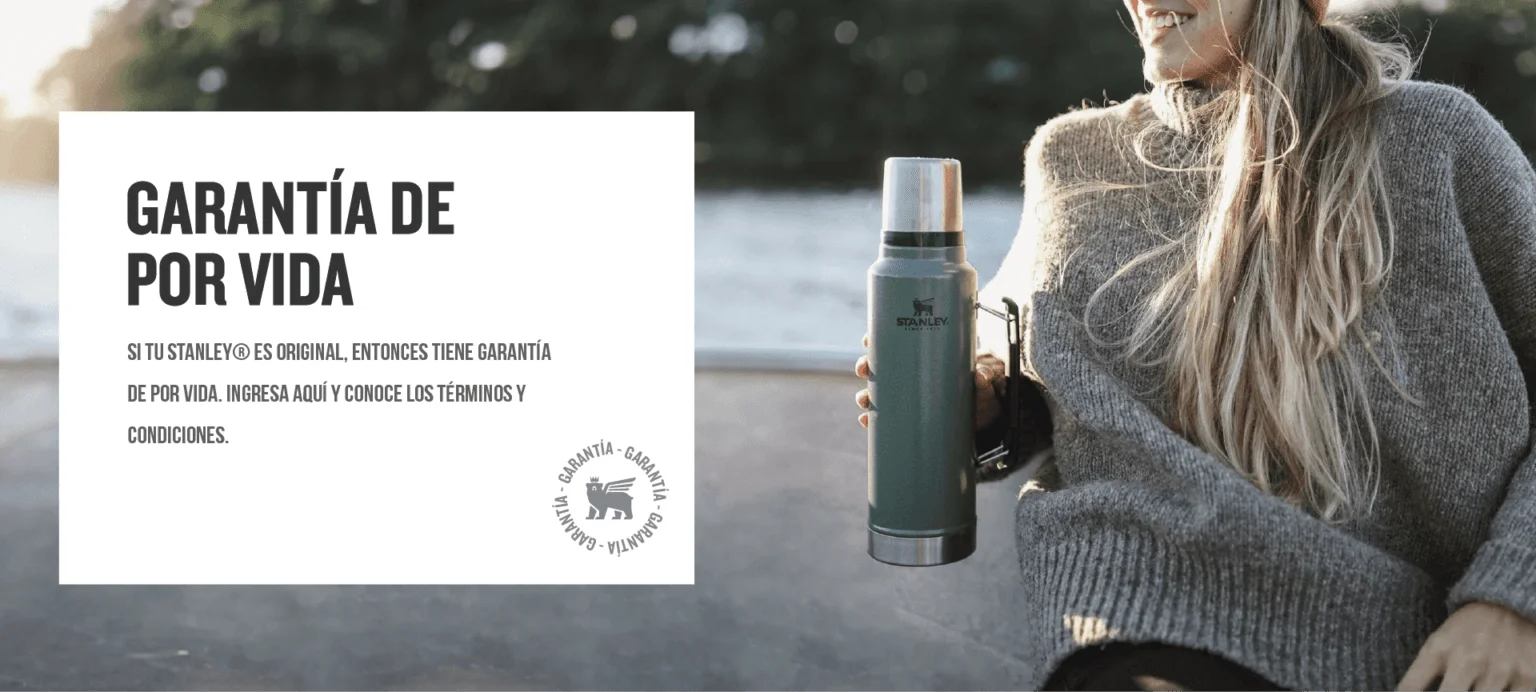 GARANTÍA DE
POR VIDA
SI TU STANLEY® ES ORIGINAL, ENTONCES TIENE GARANTÍA
DE POR VIDA. INGRESA AQUÍ Y CONOCE LOS TÉRMINOS Y
CONDICIONES.
GARANTÍA - GARANTÍA - GARANTÍA - GARANTÍA -
STANLEY